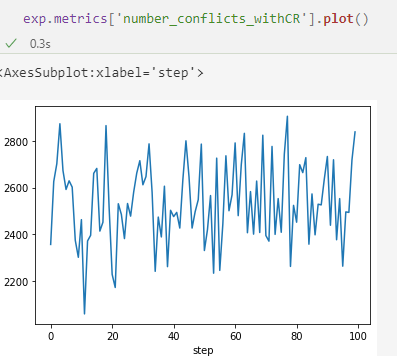 exp.metrics['number_conflicts_withCR'].plot()
✓ 0.3s
<AxesSubplot:xlabel='step'>
2800
2600
2400
2200
0 20 40 60 80 100
step